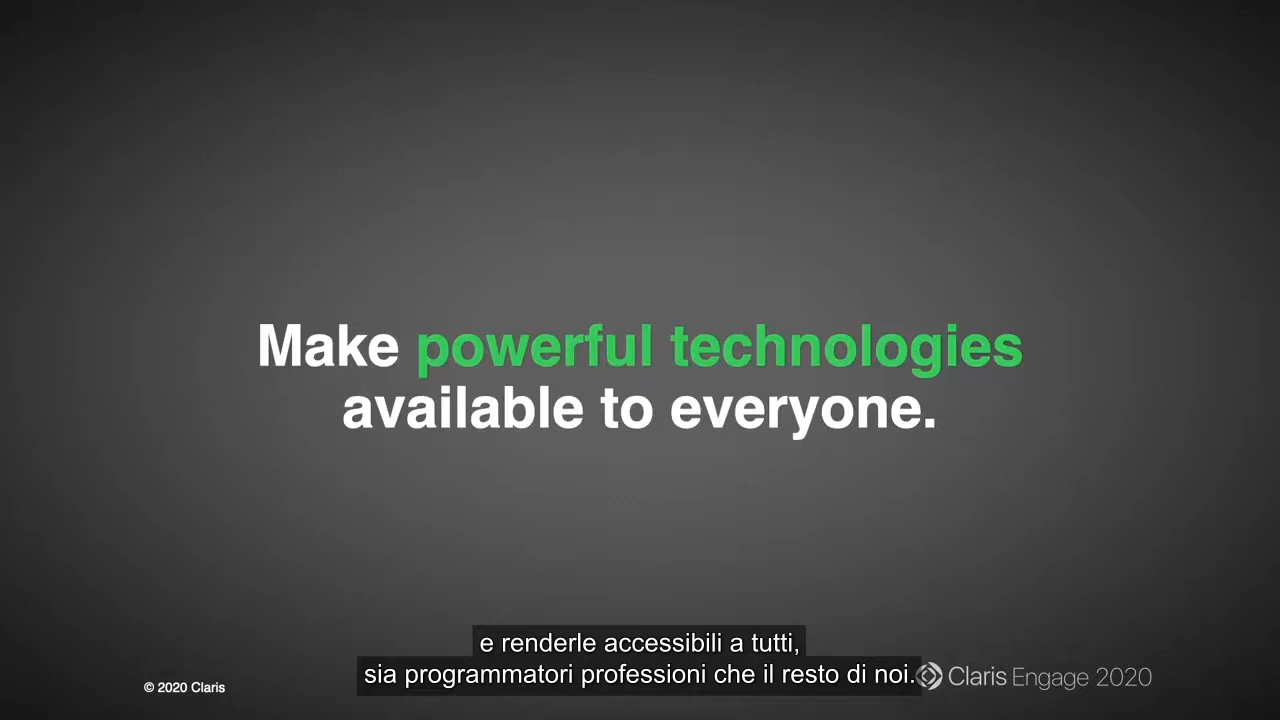 Make powerful technologies
available to everyone.
e renderle accessibili a tutti,
sia programmatori professioni che il resto di noi.
© 2020 Claris
Claris Engage 2020